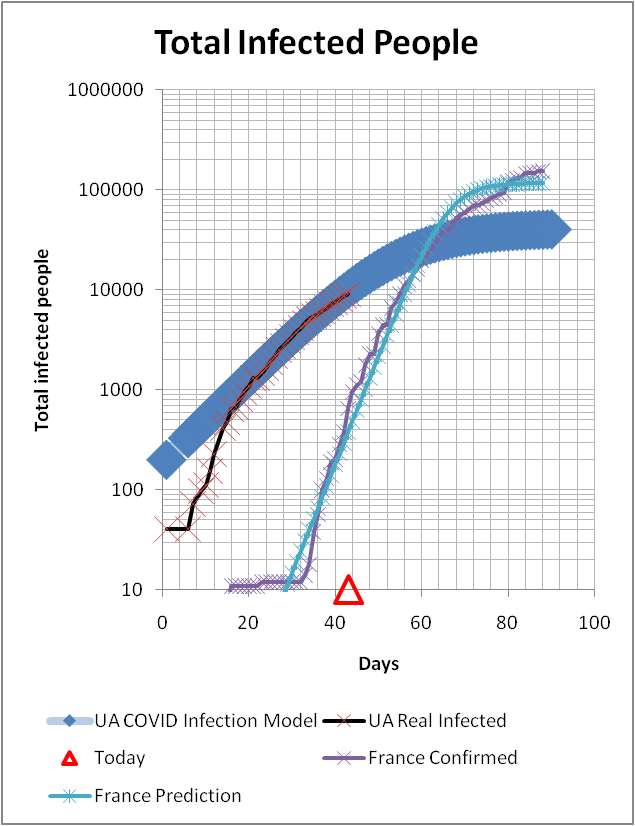 Total Infected People
1000000
100000
10000
1000
100
10
Total infected people
0 20 40 60 80 100
Days
UA COVID Infection Model UA Real Infected
Today France Confirmed
France Prediction